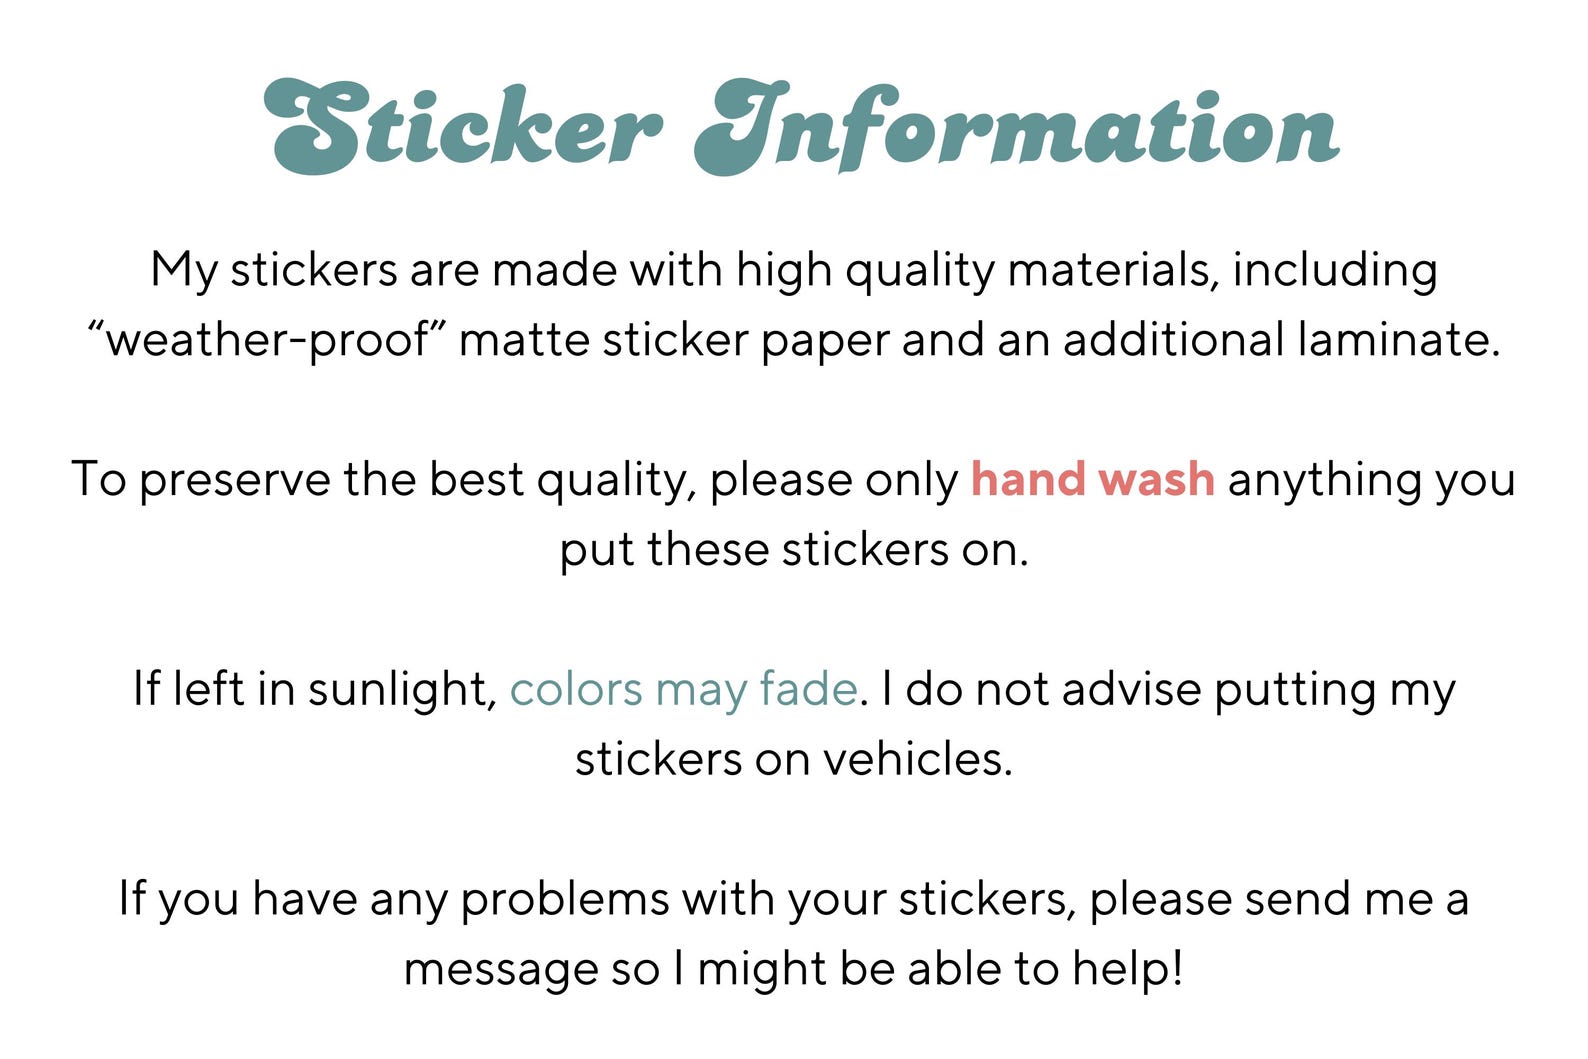 Sticker Information
My stickers are made with high quality materials, including
“weather-proof” matte sticker paper and an additional laminate.
To preserve the best quality, please only hand wash anything you
put these stickers on.
If left in sunlight, colors may fade. I do not advise putting my
stickers on vehicles.
If you have any problems with your stickers, please send me a
message so I might be able to help!